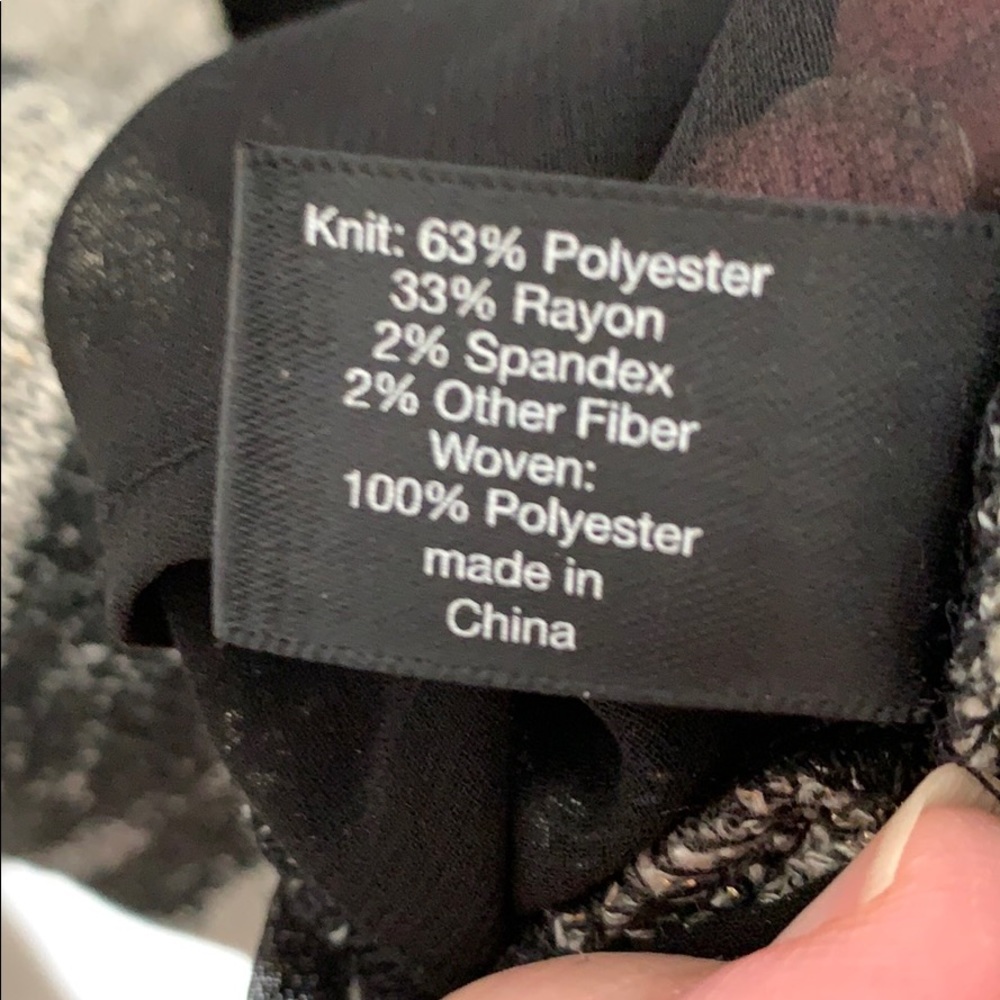 Knit: 63% Polyester
33% Rayon
2% Spandex
2% Other Fiber
Woven:
100% Polyester
made in
China